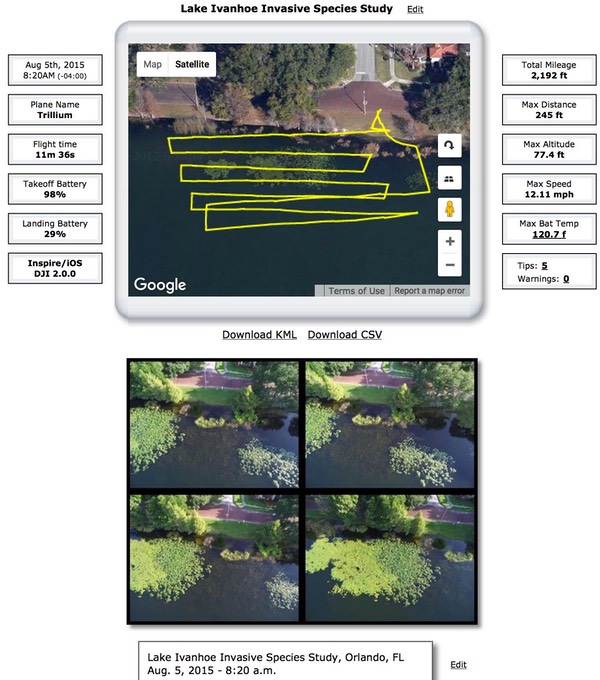 Lake Ivanhoe Invasive Species Study Edit
Aug 5th, 2015
8:20AM (-04:00)
Plane Name
Trillium
Flight time
11m 36s
Takeoff Battery
98%
Landing Battery
29%
Inspire/iOS
DJI 2.0.0
Map Satellite
Google
Terms of Use Report a map error
Total Mileage
2,192 ft
Max Distance
245 ft
Max Altitude
77.4 ft
Max Speed
12.11 mph
Max Bat Temp
120.7 f
Tips: 5
Warnings: 0
Download KML Download CSV
Lake Ivanhoe Invasive Species Study, Orlando, FL
Aug. 5, 2015 - 8:20 a.m.
Edit